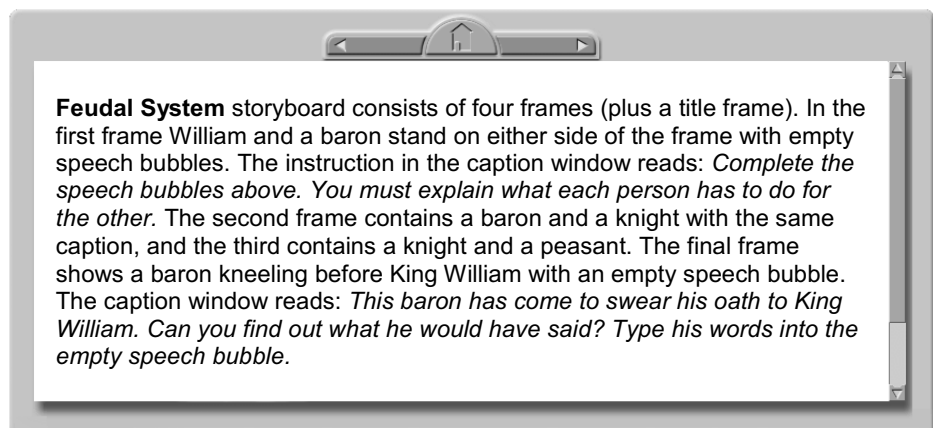 Feudal System storyboard consists of four frames (plus a title frame). In the
first frame William and a baron stand on either side of the frame with empty
speech bubbles. The instruction in the caption window reads: Complete the
speech bubbles above. You must explain what each person has to do for
the other. The second frame contains a baron and a knight with the same
caption, and the third contains a knight and a peasant. The final frame
shows a baron kneeling before King William with an empty speech bubble.
The caption window reads: This baron has come to swear his oath to King
William. Can you find out what he would have said? Type his words into the
empty speech bubble.